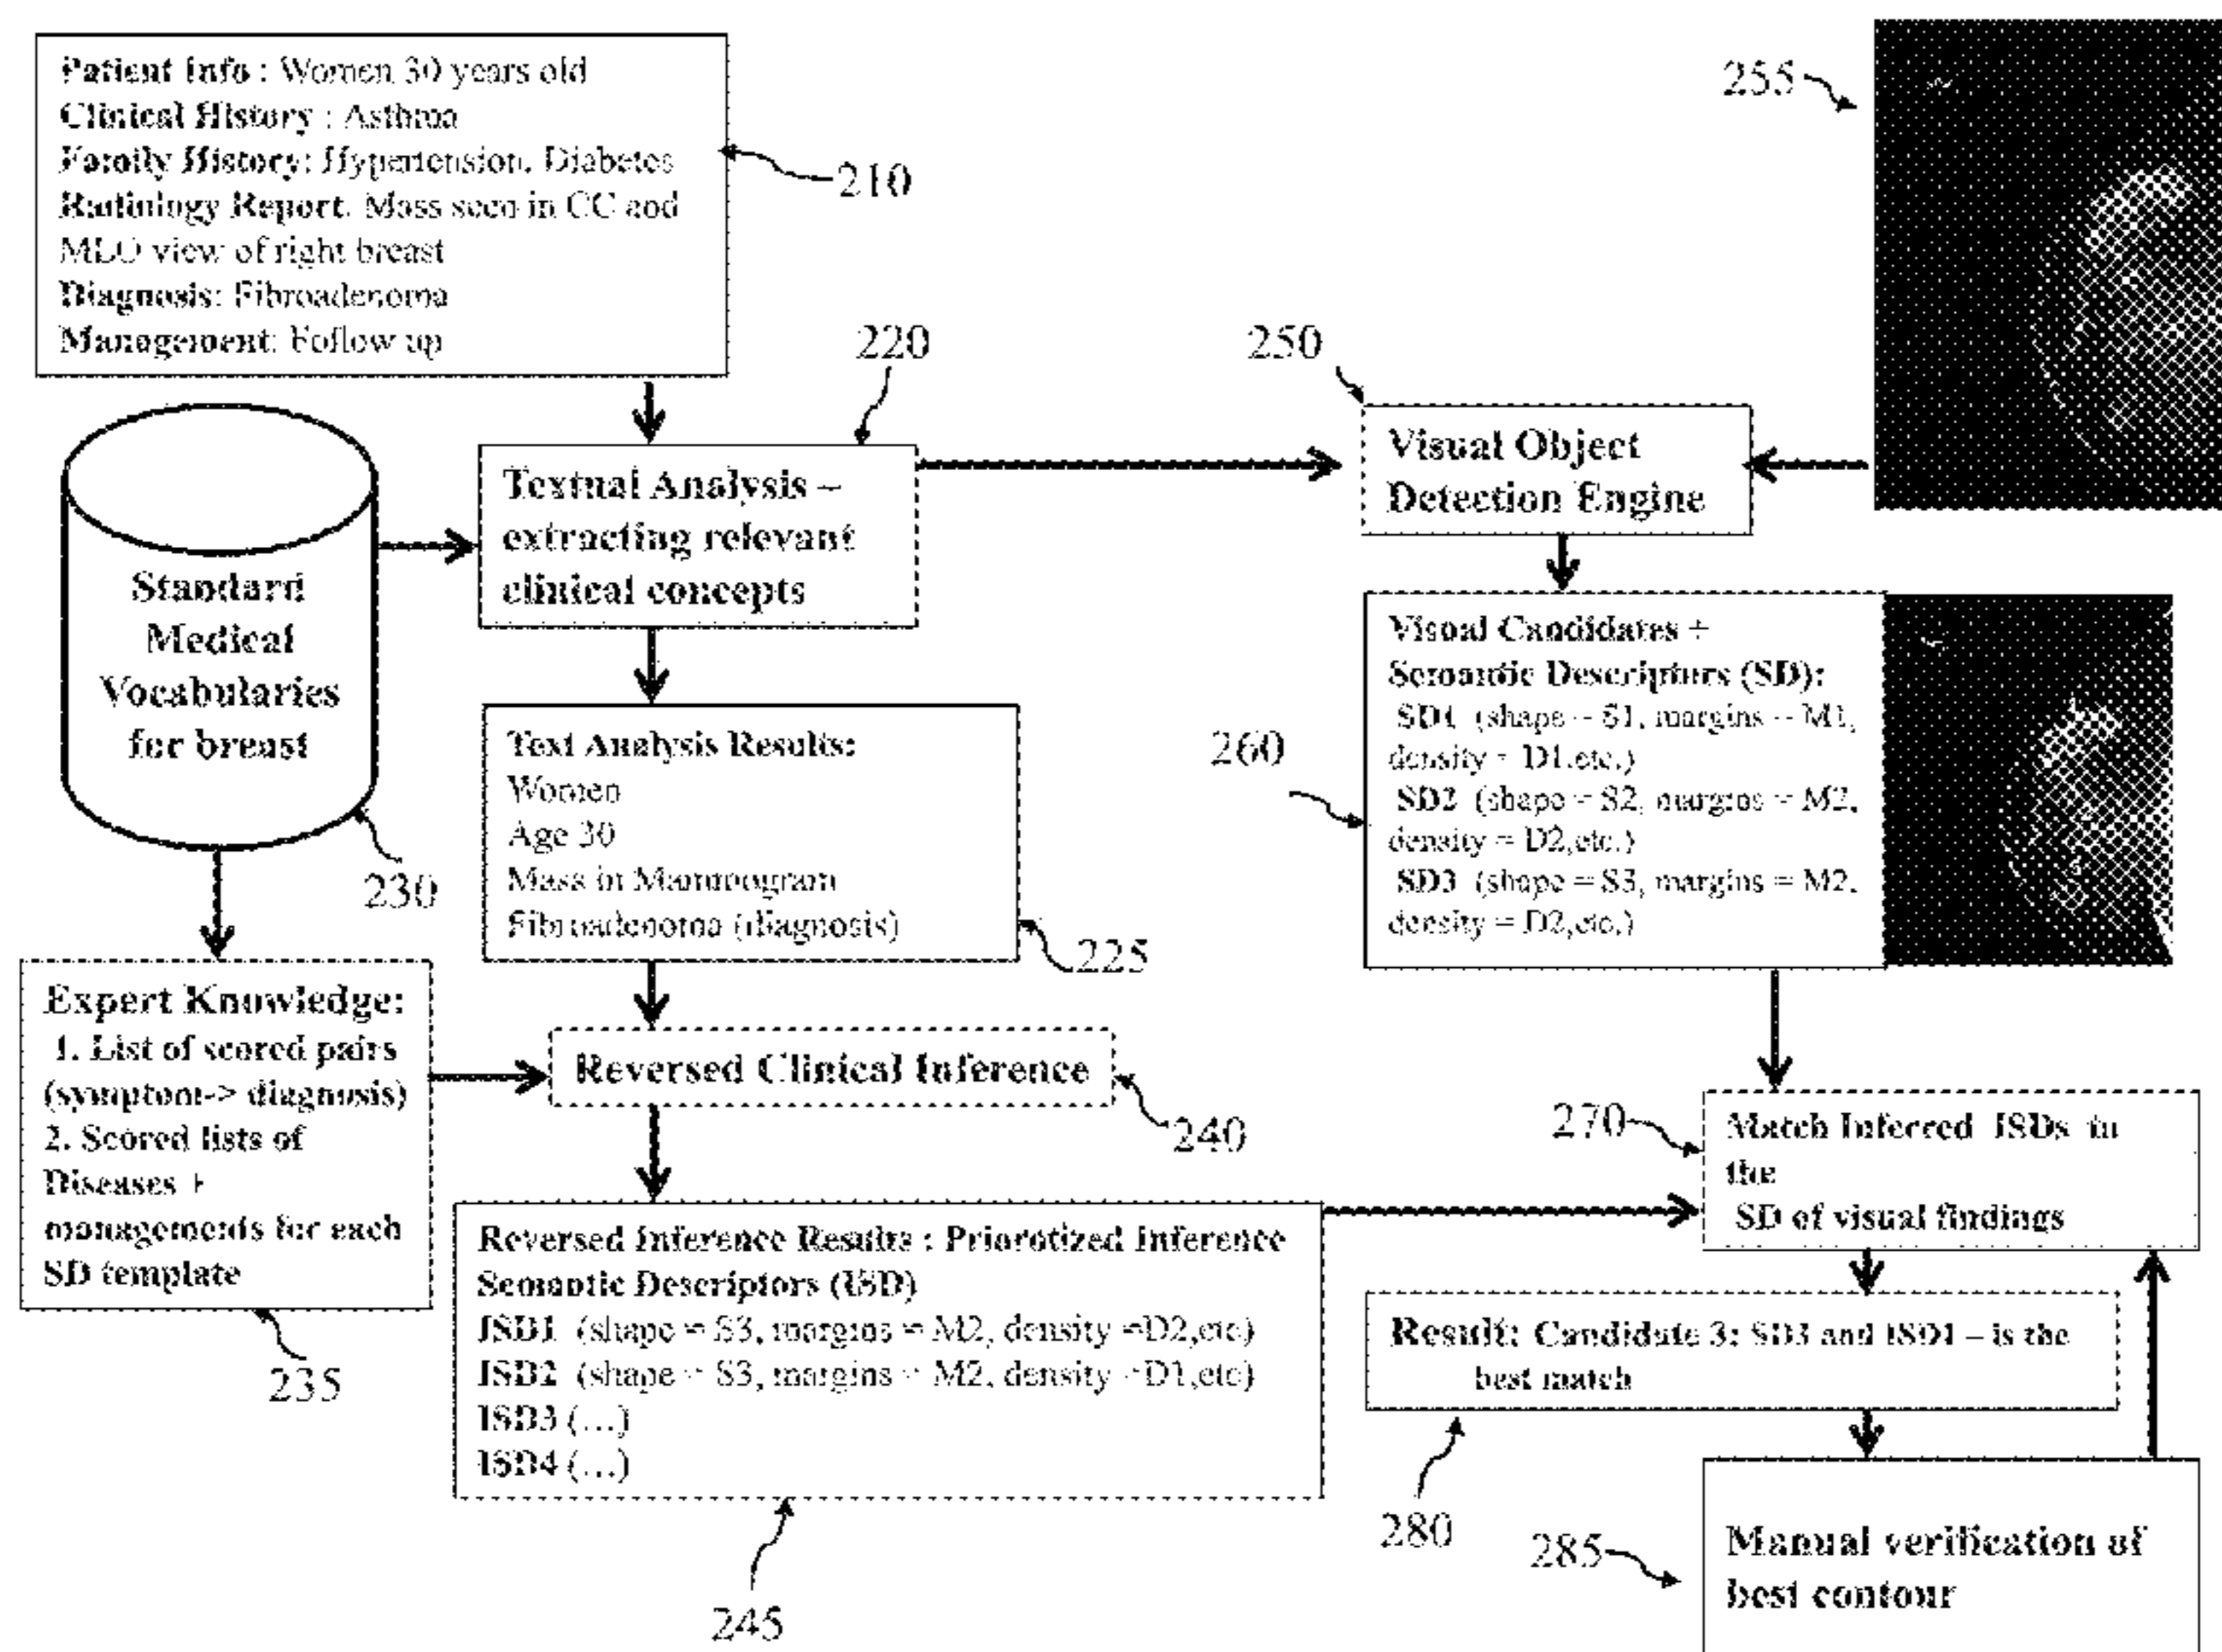 Patient Info : Women 30 years old
Clinical History : Asthma
Family History: Hypertension, Diabetes
Radiology Report. Mass seen in CC and
MLO view of right breast
Diagnosis: Fibroadenoma
Management: Follow up
210
220
250
255
Textual Analysis –
extracting relevant
clinical concepts
Visual Object
Detection Engine
Standard
Medical
Vocabularies
for breast
230
Text Analysis Results:
Women
Age 30
Mass in Mammogram
Fibroadenoma (diagnosis)
225
Visual Candidates +
Semantic Descriptors (SD):
SD1 (shape = S1, margins = M1,
density = D1,etc.)
SD2 (shape = S2, margins = M2,
density = D2,etc.)
SD3 (shape = S3, margins = M2,
density = D2,etc.)
260
Expert Knowledge:
1. List of scored pairs
(symptom-> diagnosis)
2. Scored lists of
Diseases +
managements for each
SD template
235
Reversed Clinical Inference
240
Reversed Inference Results : Priorotized Inference
Semantic Descriptors (ISD)
ISD1 (shape = S3, margins = M2, density =D2,etc)
ISD2 (shape = S3, margins = M2, density =D1,etc)
ISD3 (...)
ISD4 (...)
245
270
Match Inferred ISDs in
the
SD of visual findings
Result: Candidate 3: SD3 and ISD1 – is the
best match
280
285
Manual verification of
best contour